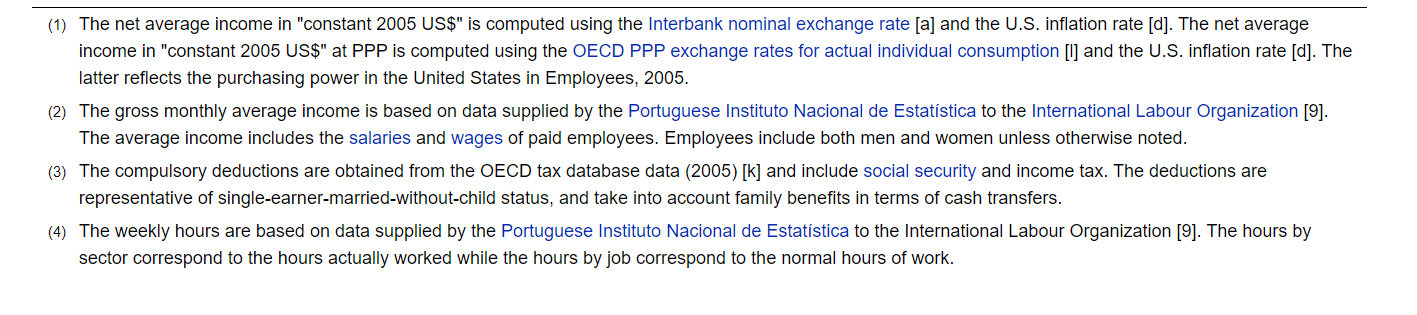 (1) The net average income in "constant 2005 US$" is computed using the Interbank nominal exchange rate [a] and the U.S. inflation rate [d]. The net average
income in "constant 2005 US$" at PPP is computed using the OECD PPP exchange rates for actual individual consumption [l] and the U.S. inflation rate [d]. The
latter reflects the purchasing power in the United States in Employees, 2005.
(2) The gross monthly average income is based on data supplied by the Portuguese Instituto Nacional de Estatística to the International Labour Organization [9].
The average income includes the salaries and wages of paid employees. Employees include both men and women unless otherwise noted.
(3) The compulsory deductions are obtained from the OECD tax database data (2005) [k] and include social security and income tax. The deductions are
representative of single-earner-married-without-child status, and take into account family benefits in terms of cash transfers.
(4) The weekly hours are based on data supplied by the Portuguese Instituto Nacional de Estatística to the International Labour Organization [9]. The hours by
sector correspond to the hours actually worked while the hours by job correspond to the normal hours of work.